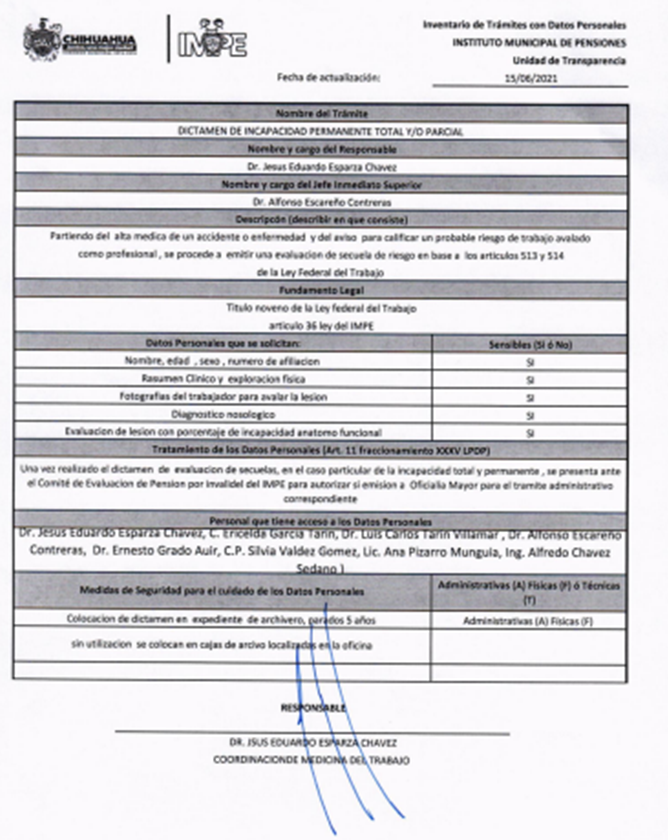 CHIHUAHUA
IMPE
Inventario de Trámites con Datos Personales
INSTITUTO MUNICIPAL DE PENSIONES
Unidad de Transparencia
Fecha de actualización:
15/06/2021
Nombre del Trámite
DICTAMEN DE INCAPACIDAD PERMANENTE TOTAL Y/O PARCIAL
Nombre y cargo del Responsable
Dr. Jesus Eduardo Esparza Chavez
Nombre y cargo del Jefe Inmediato Superior
Dr. Alfonso Escareño Contreras
Descripcón (describir en que consiste)
Partiendo del alta medica de un accidente o enfermedad y del aviso para calificar un probable riesgo de trabajo avalado
como profesional , se procede a emitir una evaluacion de secuela de riesgo en base a los articulos 513 y 514
de la Ley Federal del Trabajo
Fundamento Legal
Titulo noveno de la Ley federal del Trabajo
articulo 36 ley del IMPE
Datos Personales que se solicitan: Sensibles (Si ó No)
Nombre, edad , sexo , numero de afiliacion SI
Rasumen Clinico y exploracion fisica SI
Fotografias del trabajador para avalar la lesion SI
Diagnostico nosologico SI
Evaluacion de lesion con porcentaje de incapacidad anatomo funcional SI
Tratamiento de los Datos Personales (Art. 11 fraccionamiento XXXV LPDP)
Una vez realizado el dictamen de evaluacion de secuelas, en el caso particular de la incapacidad total y permanente , se presenta ante
el Comité de Evaluacion de Pension por invalidel del IMPE para autorizar si emision a Oficialia Mayor para el tramite administrativo
correspondiente
Personal que tiene acceso a los Datos Personales
Dr. Jesus Eduardo Esparza Chavez, C. Ericelda Garcia Tarin, Dr. Luis Carlos Tarin Villamar , Dr. Alfonso Escareño
Contreras, Dr. Ernesto Grado Auir, C.P. Silvia Valdez Gomez, Lic. Ana Pizarro Munguia, Ing. Alfredo Chavez
Sedano )
Medidas de Seguridad para el cuidado de los Datos Personales Administrativas (A) Físicas (F) ó Técnicas
(T)
Colocacion de dictamen en expediente de archivero, parados 5 años Administrativas (A) Físicas (F)
sin utilizacion se colocan en cajas de arcivo localizadas en la oficina
RESPONSABLE
DR. JSUS EDUARDO ESPARZA CHAVEZ
COORDINACIONDE MEDICINA DEL TRABAJO